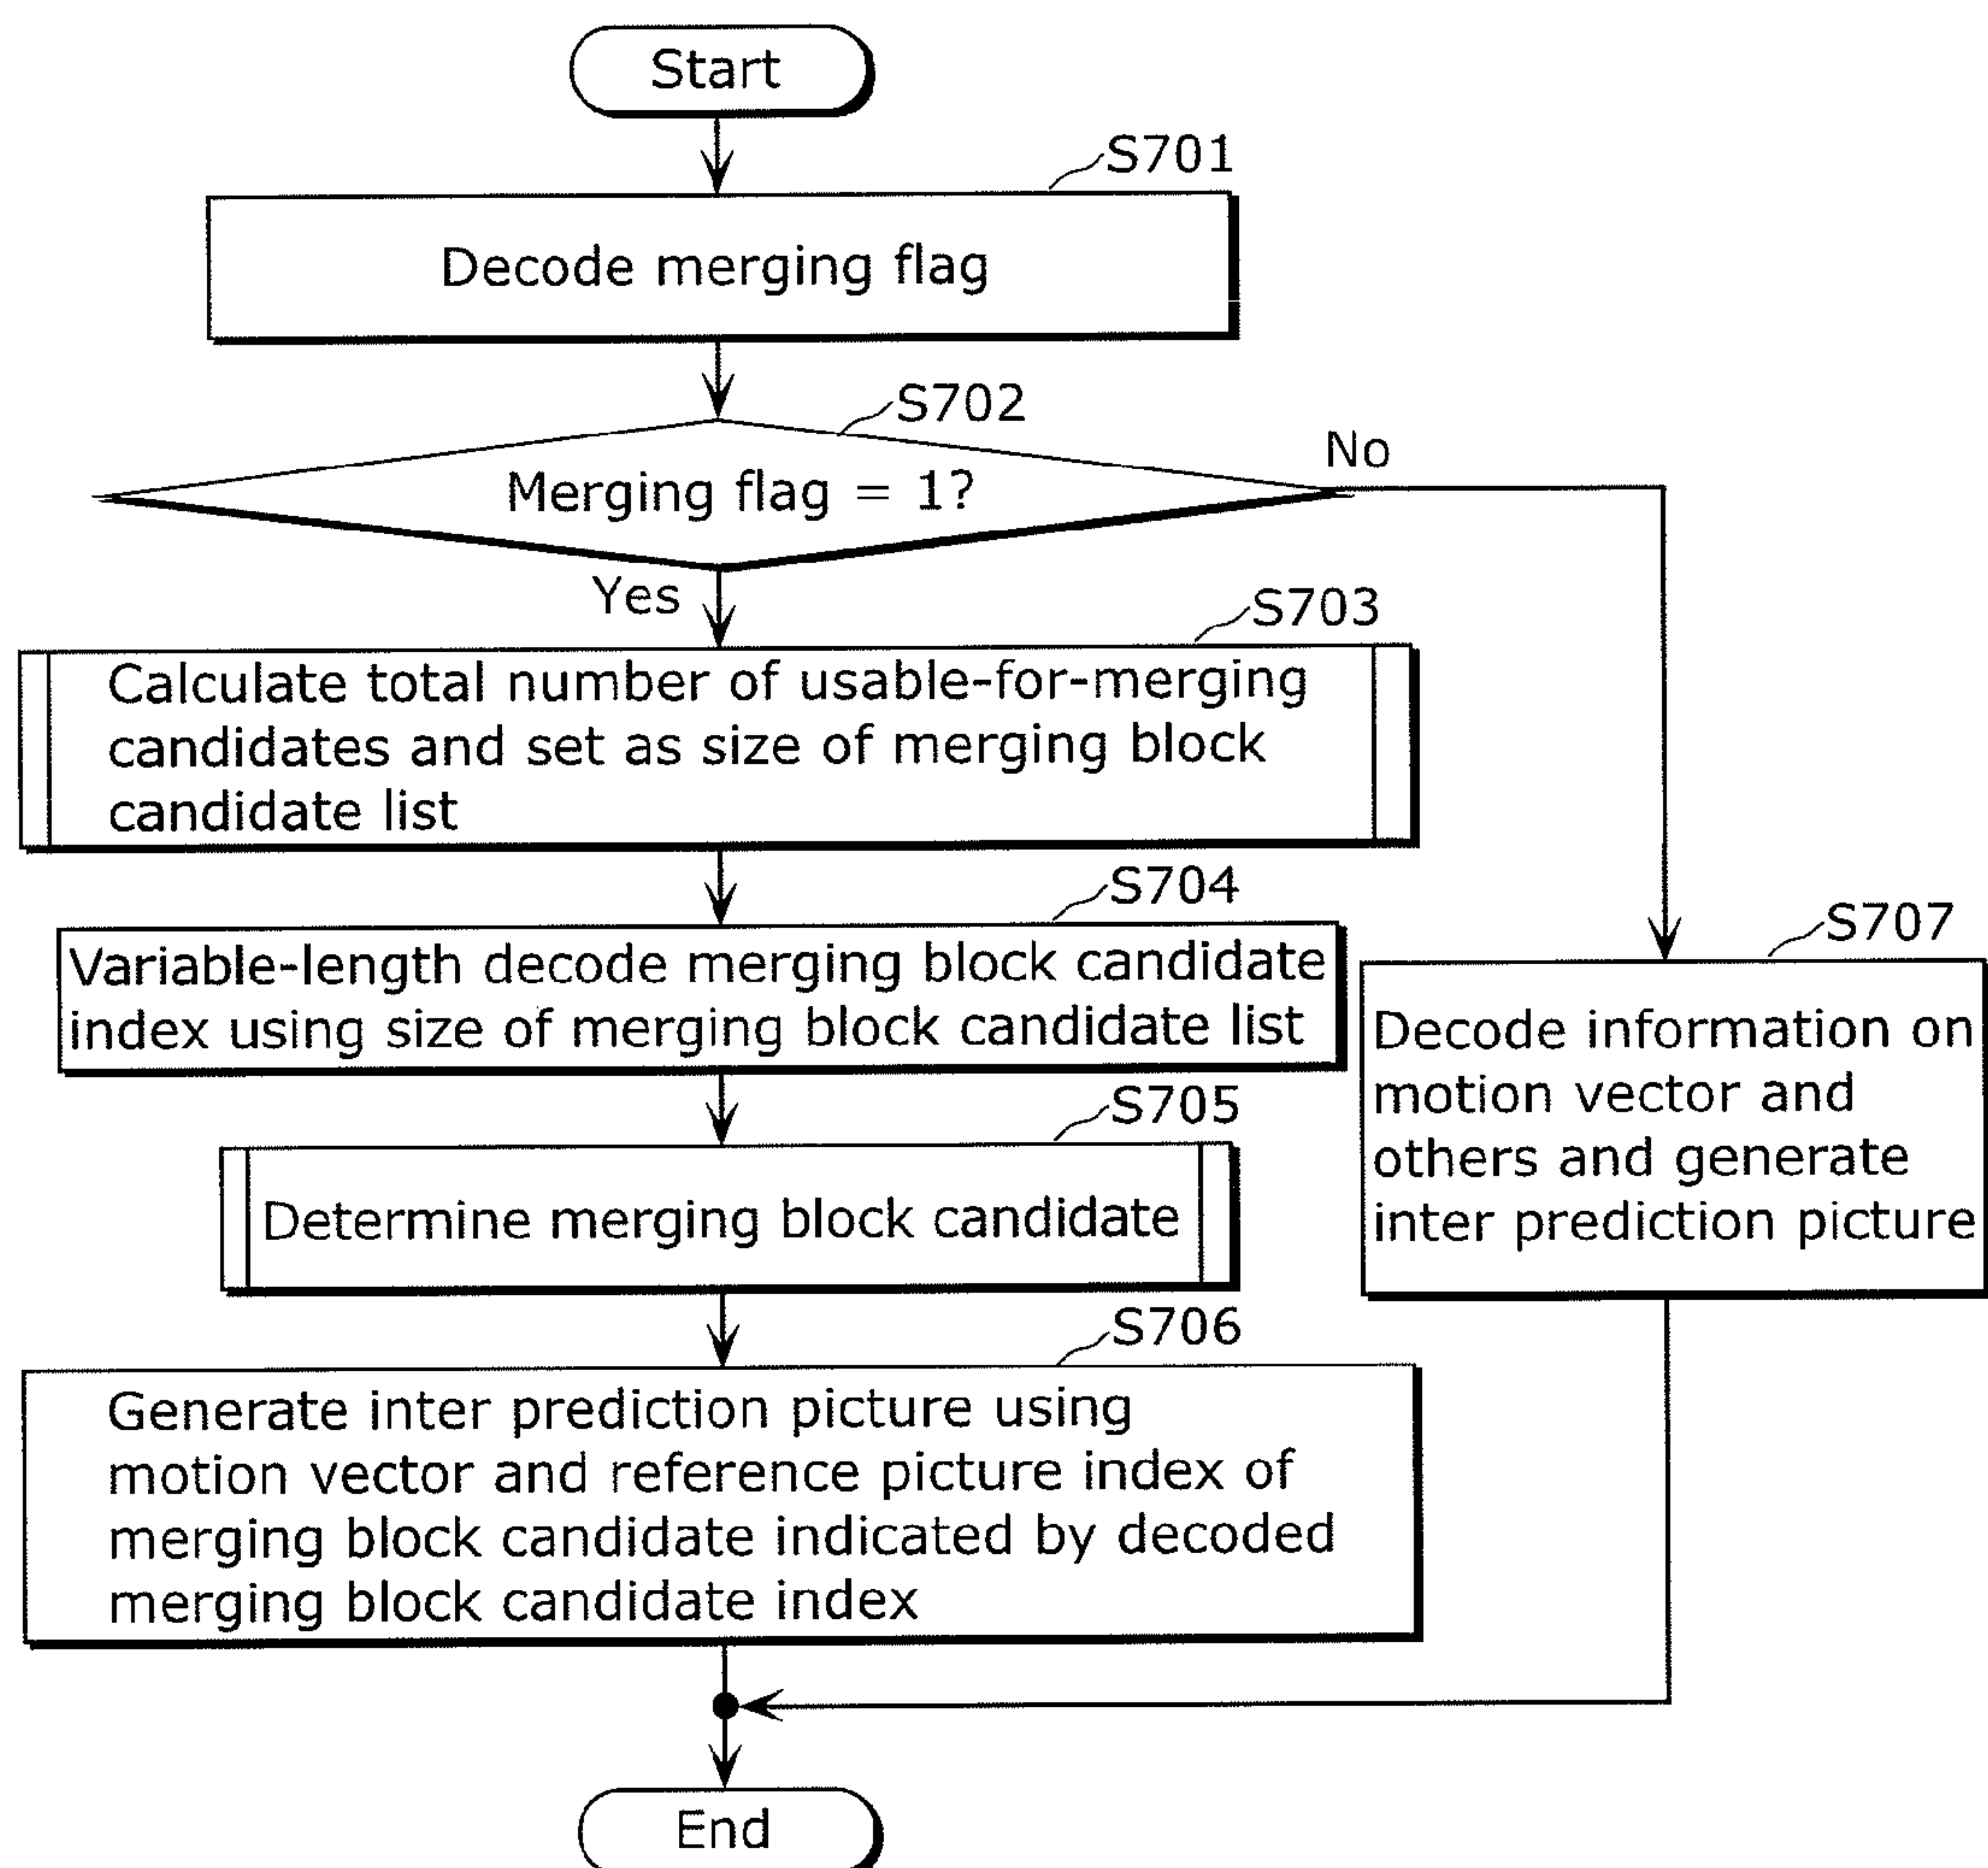 Start
S701
Decode merging flag
S702
No
Merging flag = 1?
Yes
S703
Calculate total number of usable-for-merging
candidates and set as size of merging block
candidate list
S704
Variable-length decode merging block candidate
index using size of merging block candidate list
S707
Decode information on
motion vector and
others and generate
inter prediction picture
S705
Determine merging block candidate
S706
Generate inter prediction picture using
motion vector and reference picture index of
merging block candidate indicated by decoded
merging block candidate index
End